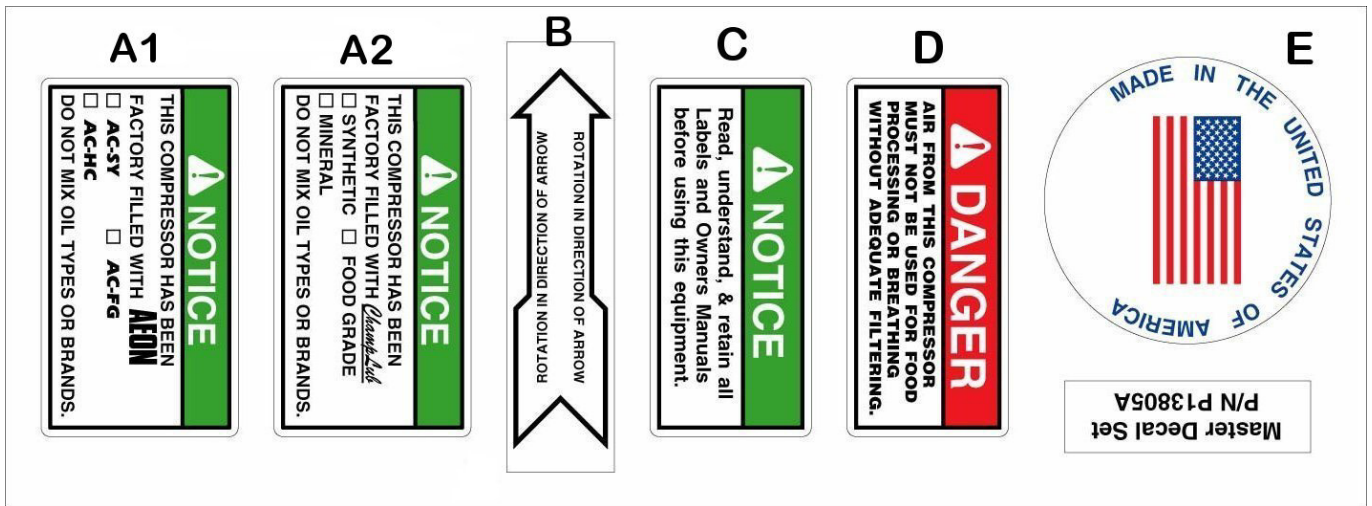 A1
NOTICE
THIS COMPRESSOR HAS BEEN
FACTORY FILLED WITH AEON
☐ AC-SY ☐ AC-FG
☐ AC-HC
DO NOT MIX OIL TYPES OR BRANDS.
A2
NOTICE
THIS COMPRESSOR HAS BEEN
FACTORY FILLED WITH ChampLub
☐ SYNTHETIC ☐ FOOD GRADE
☐ MINERAL
DO NOT MIX OIL TYPES OR BRANDS.
B
ROTATION IN DIRECTION OF ARROW
ROTATION IN DIRECTION OF ARROW
C
NOTICE
Read, understand, & retain all
Labels and Owners Manuals
before using this equipment.
D
DANGER
AIR FROM THIS COMPRESSOR
MUST NOT BE USED FOR FOOD
PROCESSING OR BREATHING
WITHOUT ADEQUATE FILTERING.
E
MADE IN THE UNITED STATES OF AMERICA
Master Decal Set
P/N P13805A